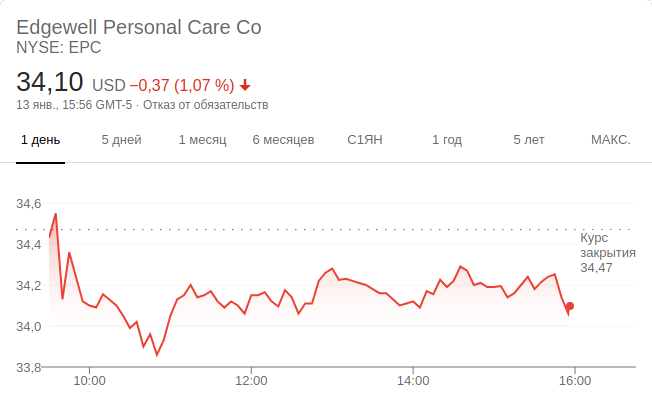 Edgewell Personal Care Co
NYSE: EPC
34,10 USD −0,37 (1,07 %)
13 янв., 15:56 GMT-5 · Отказ от обязательств
1 день 5 дней 1 месяц 6 месяцев С1ЯН 1 год 5 лет МАКС.
34,6
34,4
34,2
34,0
33,8
Курс
закрытия
34,47
10:00 12:00 14:00 16:00